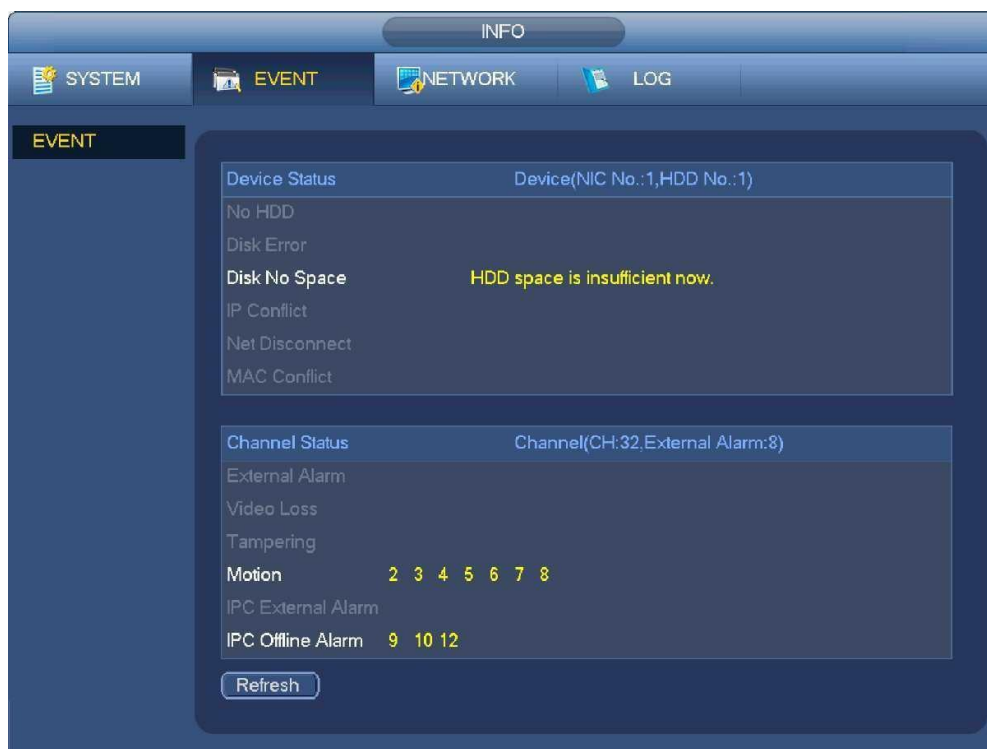 INFO
SYSTEM EVENT NETWORK LOG
EVENT
Device Status Device(NIC No.:1,HDD No.:1)
No HDD
Disk Error
Disk No Space HDD space is insufficient now.
IP Conflict
Net Disconnect
MAC Conflict
Channel Status Channel(CH:32,External Alarm:8)
External Alarm
Video Loss
Tampering
Motion 2 3 4 5 6 7 8
IPC External Alarm
IPC Offline Alarm 9 10 12
Refresh